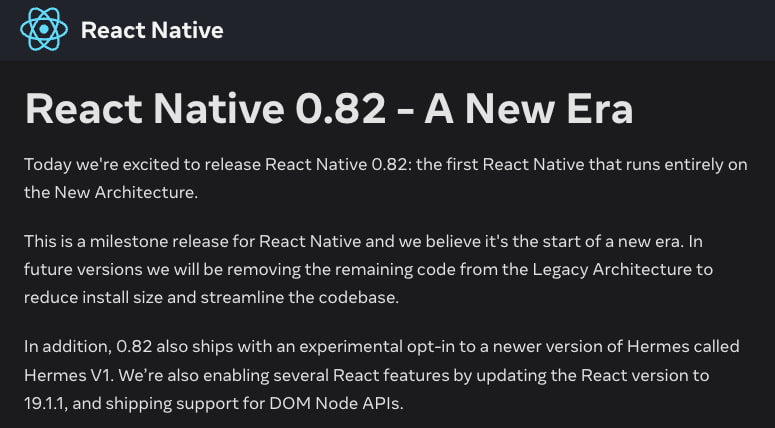 React Native
React Native 0.82 - A New Era
Today we're excited to release React Native 0.82: the first React Native that runs entirely on
the New Architecture.
This is a milestone release for React Native and we believe it's the start of a new era. In
future versions we will be removing the remaining code from the Legacy Architecture to
reduce install size and streamline the codebase.
In addition, 0.82 also ships with an experimental opt-in to a newer version of Hermes called
Hermes V1. We’re also enabling several React features by updating the React version to
19.1.1, and shipping support for DOM Node APIs.